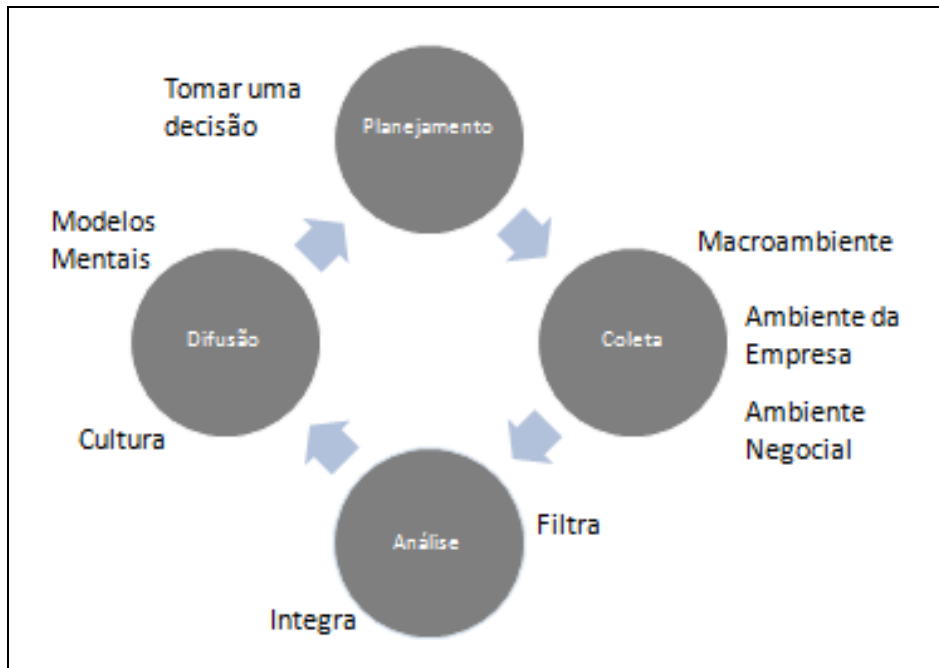 Tomar uma
decisão
Planejamento
Modelos
Mentais
Macroambiente
Difusão
Coleta
Ambiente da
Empresa
Cultura
Ambiente
Negocial
Filtra
Análise
Integra